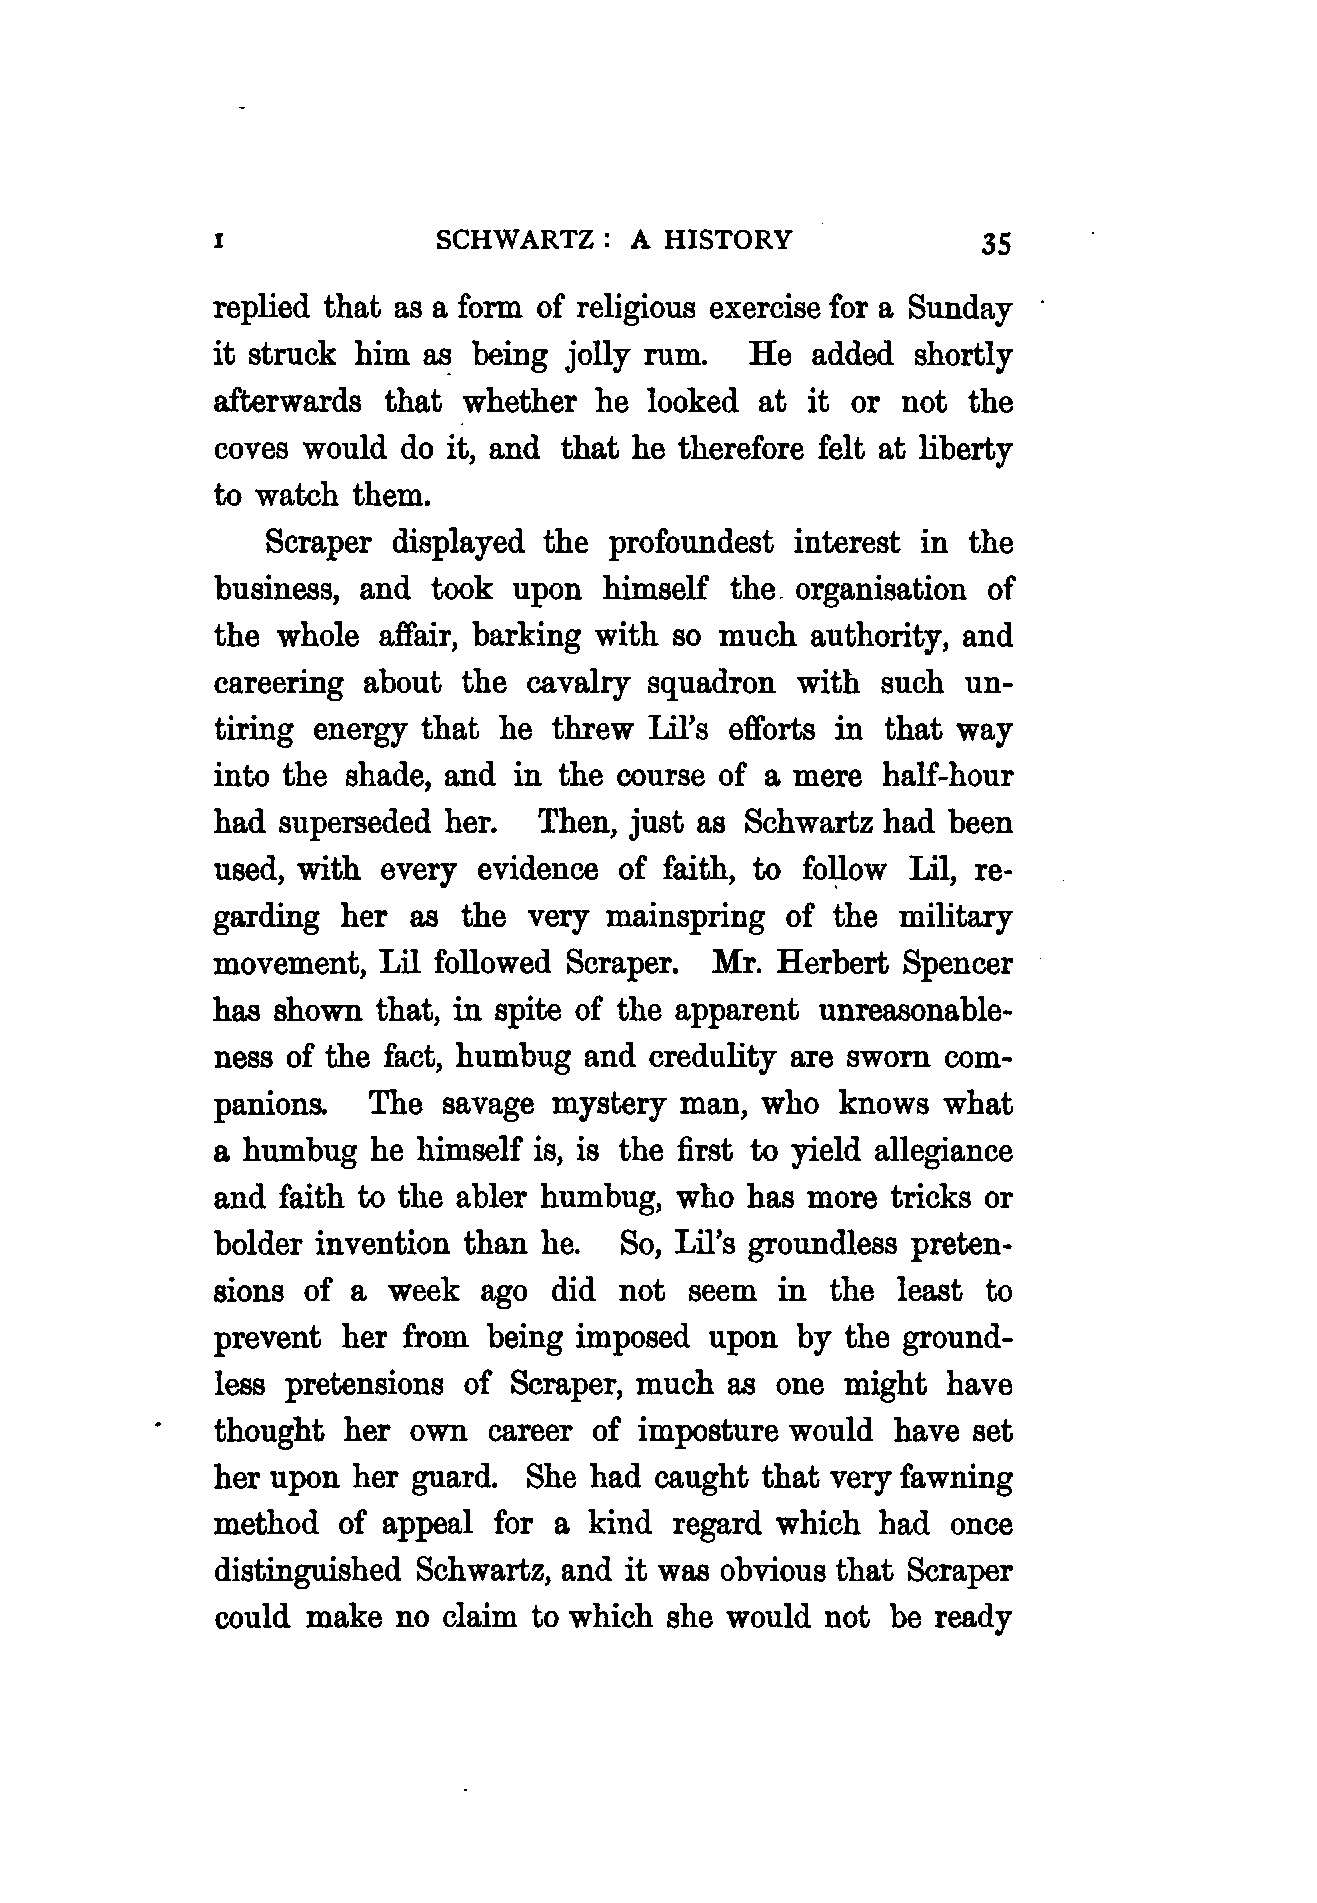 I SCHWARTZ: A HISTORY 35
replied that as a form of religious exercise for a Sunday
it struck him as being jolly rum. He added shortly
afterwards that whether he looked at it or not the
coves would do it, and that he therefore felt at liberty
to watch them.
Scraper displayed the profoundest interest in the
business, and took upon himself the organisation of
the whole affair, barking with so much authority, and
careering about the cavalry squadron with such un-
tiring energy that he threw Lil's efforts in that way
into the shade, and in the course of a mere half-hour
had superseded her. Then, just as Schwartz had been
used, with every evidence of faith, to follow Lil, re-
garding her as the very mainspring of the military
movement, Lil followed Scraper. Mr. Herbert Spencer
has shown that, in spite of the apparent unreasonable-
ness of the fact, humbug and credulity are sworn com-
panions. The savage mystery man, who knows what
a humbug he himself is, is the first to yield allegiance
and faith to the abler humbug, who has more tricks or
bolder invention than he. So, Lil's groundless preten-
sions of a week ago did not seem in the least to
prevent her from being imposed upon by the ground-
less pretensions of Scraper, much as one might have
thought her own career of imposture would have set
her upon her guard. She had caught that very fawning
method of appeal for a kind regard which had once
distinguished Schwartz, and it was obvious that Scraper
could make no claim to which she would not be ready